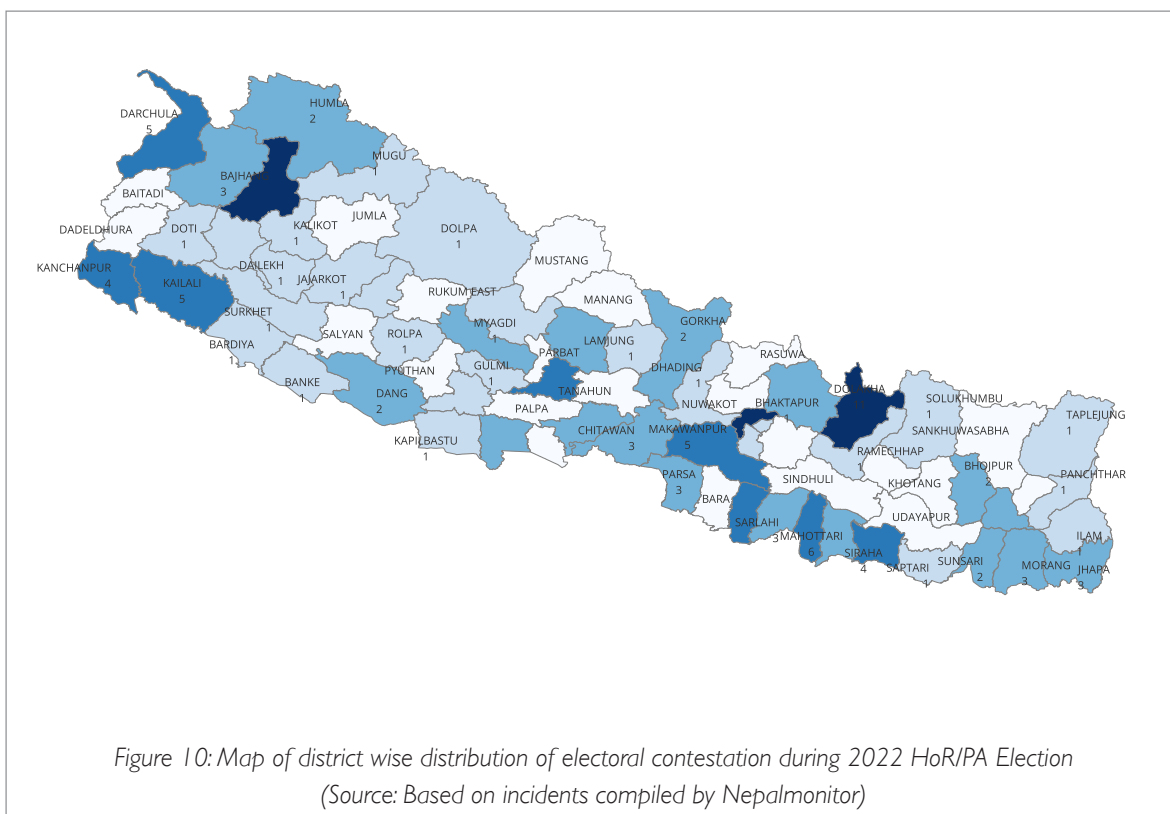 HUMLA
2
DARCHULA
5
MUGU
1
BAJHAN
3
BAITADI
JUMLA
KALIKOT
1
DADELDHURA
DOTI
1
DOLPA
1
MUSTANG
KANCHANPUR
4
DAILEKH
1
JAJARKOT
1
KAILALI
5
RUKUM EAST
MANANG
SURKHET
1
MYAGDI
1
GORKHA
2
SALYAN
ROLPA
1
LAMJUNG
1
BARDIYA
1
PARBAT
RASUWA
PYUTHAN
GULMI
1
DHADING
1
BANKE
1
DANG
2
TANAHUN
NUWAKOT
BHAKTAPUR
1
SOLUKHUMBU
1
PALPA
TAPLEJUNG
1
CHITAWAN
3
MAKAWANPUR
5
SANKHUWASABHA
KAPILBASTU
1
RAMECHHAP
1
BHOJPUR
2
PANCHTHAR
1
PARSA
3
SINDHULI
KHOTANG
BARA
UDAYAPUR
SARLAHI
3
MAHOTTARI
6
SIRAHA
4
ILAM
1
SAPTARI
1
SUNSARI
2
MORANG
3
JHAPA
3
Figure 10: Map of district wise distribution of electoral contestation during 2022 HoR/PA Election
(Source: Based on incidents compiled by Nepalmonitor)